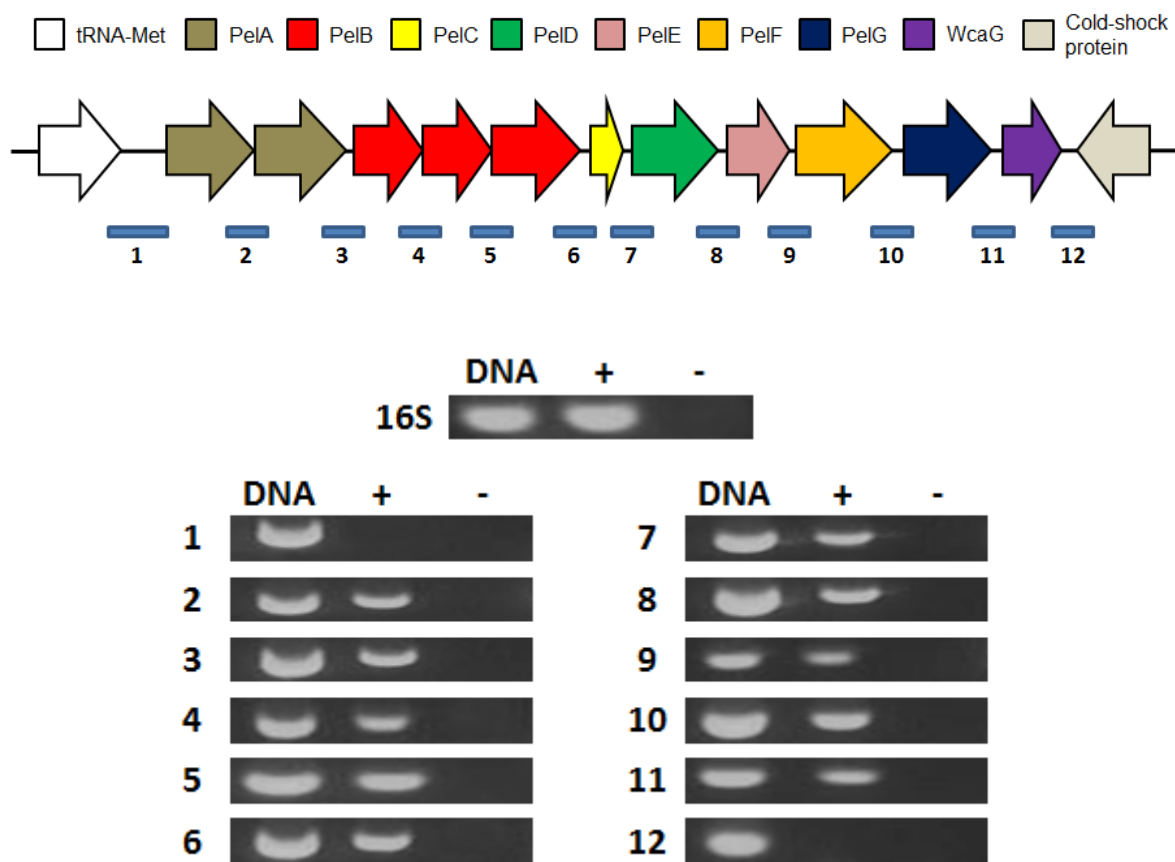 tRNA-Met PelA PelB PelC PelD PelE PelF PelG WcaG Cold-shock
protein
1 2 3 4 5 6 7 8 9 10 11 12
DNA + -
16S
DNA + -
1
2
3
4
5
6
DNA + -
7
8
9
10
11
12